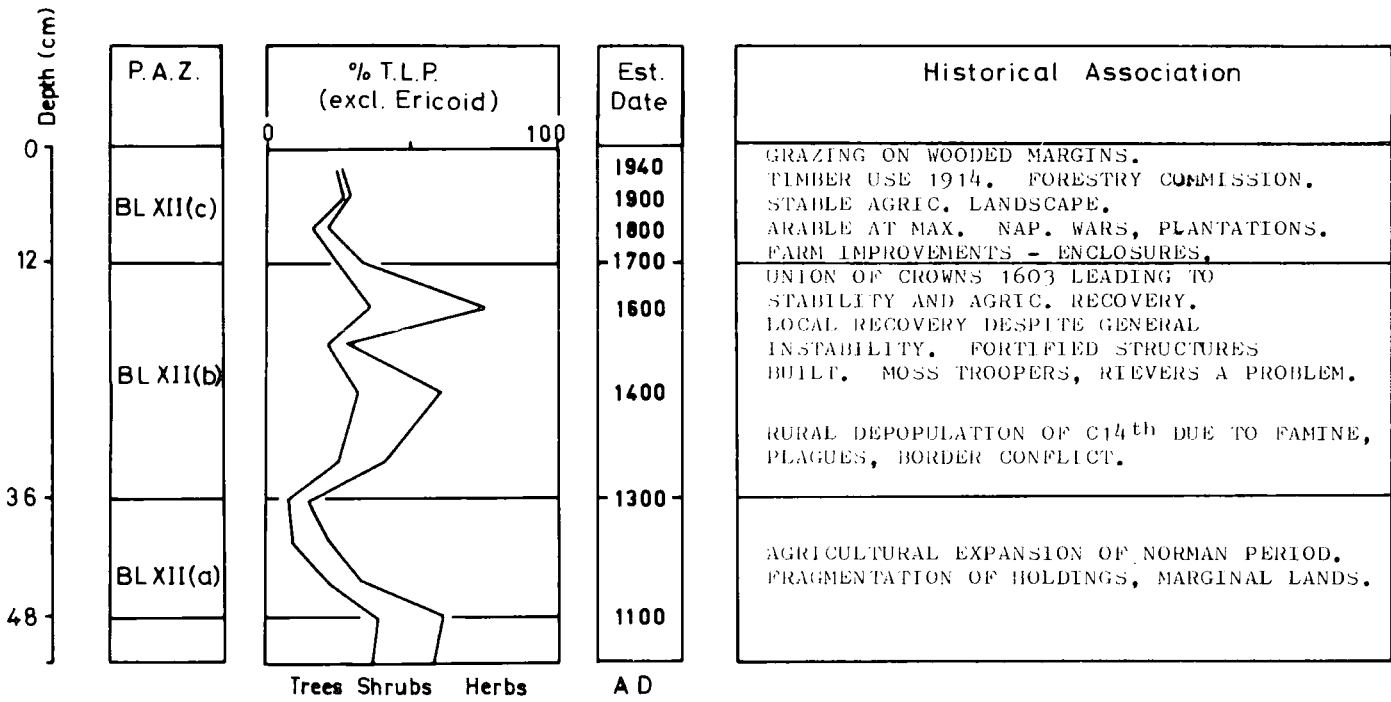 Depth (cm)
P.A.Z.
% T.L.P.
(excl. Ericoid)
0 100
Est.
Date
Historical Association
0
12
36
48
BL XII(c)
BL XII(b)
BL XII(a)
1940
1900
1800
1700
1600
1400
1300
1100
GRAZING ON WOODED MARGINS.
TIMBER USE 1914. FORESTRY COMMISSION.
STABLE AGRIC. LANDSCAPE.
ARABLE AT MAX. NAP. WARS, PLANTATIONS.
FARM IMPROVEMENTS - ENCLOSURES.
UNION OF CROWNS 1603 LEADING TO
STABILITY AND AGRIC. RECOVERY.
LOCAL RECOVERY DESPITE GENERAL
INSTABILITY. FORTIFIED STRUCTURES
BUILT. MOSS TROOPERS, RIEVERS A PROBLEM.
RURAL DEPOPULATION OF C14th DUE TO FAMINE,
PLAGUES, BORDER CONFLICT.
AGRICULTURAL EXPANSION OF NORMAN PERIOD.
FRAGMENTATION OF HOLDINGS, MARGINAL LANDS.
Trees Shrubs Herbs
A D